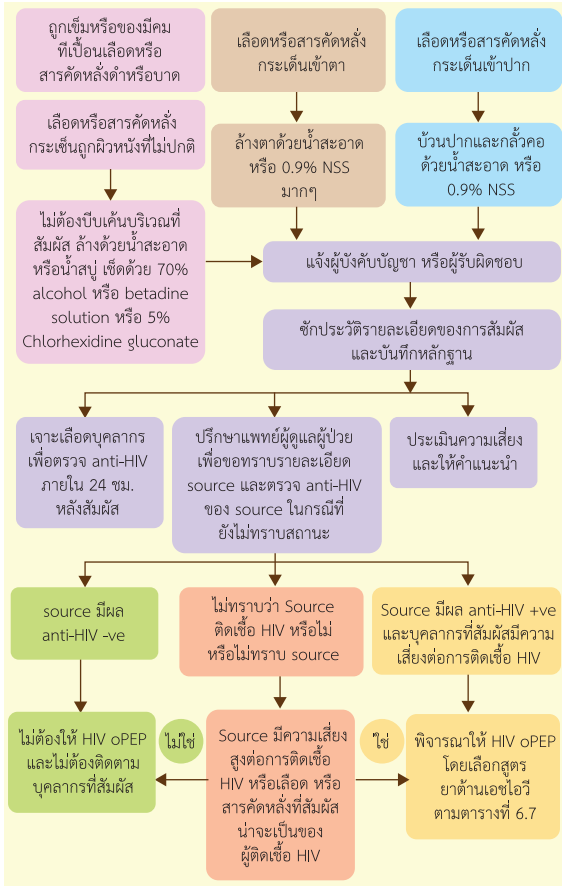 ถูกเข็มหรือของมีคม
ที่เปื้อนเลือดหรือ
สารคัดหลั่งตำหรือบาด
เลือดหรือสารคัดหลั่ง
กระเด็นเข้าตา
เลือดหรือสารคัดหลั่ง
กระเด็นเข้าปาก
เลือดหรือสารคัดหลั่ง
กระเซ็นถูกผิวหนังที่ไม่ปกติ
ล้างตาด้วยน้ำสะอาด
หรือ 0.9% NSS
มากๆ
บ้วนปากและกลั้วคอ
ด้วยน้ำสะอาด หรือ
0.9% NSS
ไม่ต้องบีบเค้นบริเวณที่
สัมผัส ล้างด้วยน้ำสะอาด
หรือน้ำสบู่ เช็ดด้วย 70%
alcohol หรือ betadine
solution หรือ 5%
Chlorhexidine gluconate
แจ้งผู้บังคับบัญชา หรือผู้รับผิดชอบ
ซักประวัติรายละเอียดของการสัมผัส
และบันทึกหลักฐาน
เจาะเลือดบุคลากร
เพื่อตรวจ anti-HIV
ภายใน 24 ชม.
หลังสัมผัส
ปรึกษาแพทย์ผู้ดูแลผู้ป่วย
เพื่อขอทราบรายละเอียด
source และตรวจ anti-HIV
ของ source ในกรณีที่
ยังไม่ทราบสถานะ
ประเมินความเสี่ยง
และให้คำแนะนำ
source มีผล
anti-HIV -ve
ไม่ทราบว่า Source
ติดเชื้อ HIV หรือไม่
หรือไม่ทราบ source
Source มีผล anti-HIV +ve
และบุคลากรที่สัมผัสมีความ
เสี่ยงต่อการติดเชื้อ HIV
ไม่ต้องให้ HIV oPEP
และไม่ต้องติดตาม
บุคลากรที่สัมผัส
ไม่ใช่
Source มีความเสี่ยง
สูงต่อการติดเชื้อ
HIV หรือเลือด หรือ
สารคัดหลั่งที่สัมผัส
น่าจะเป็นของ
ผู้ติดเชื้อ HIV
ใช่
พิจารณาให้ HIV oPEP
โดยเลือกสูตร
ยาต้านเอชไอวี
ตามตารางที่ 6.7